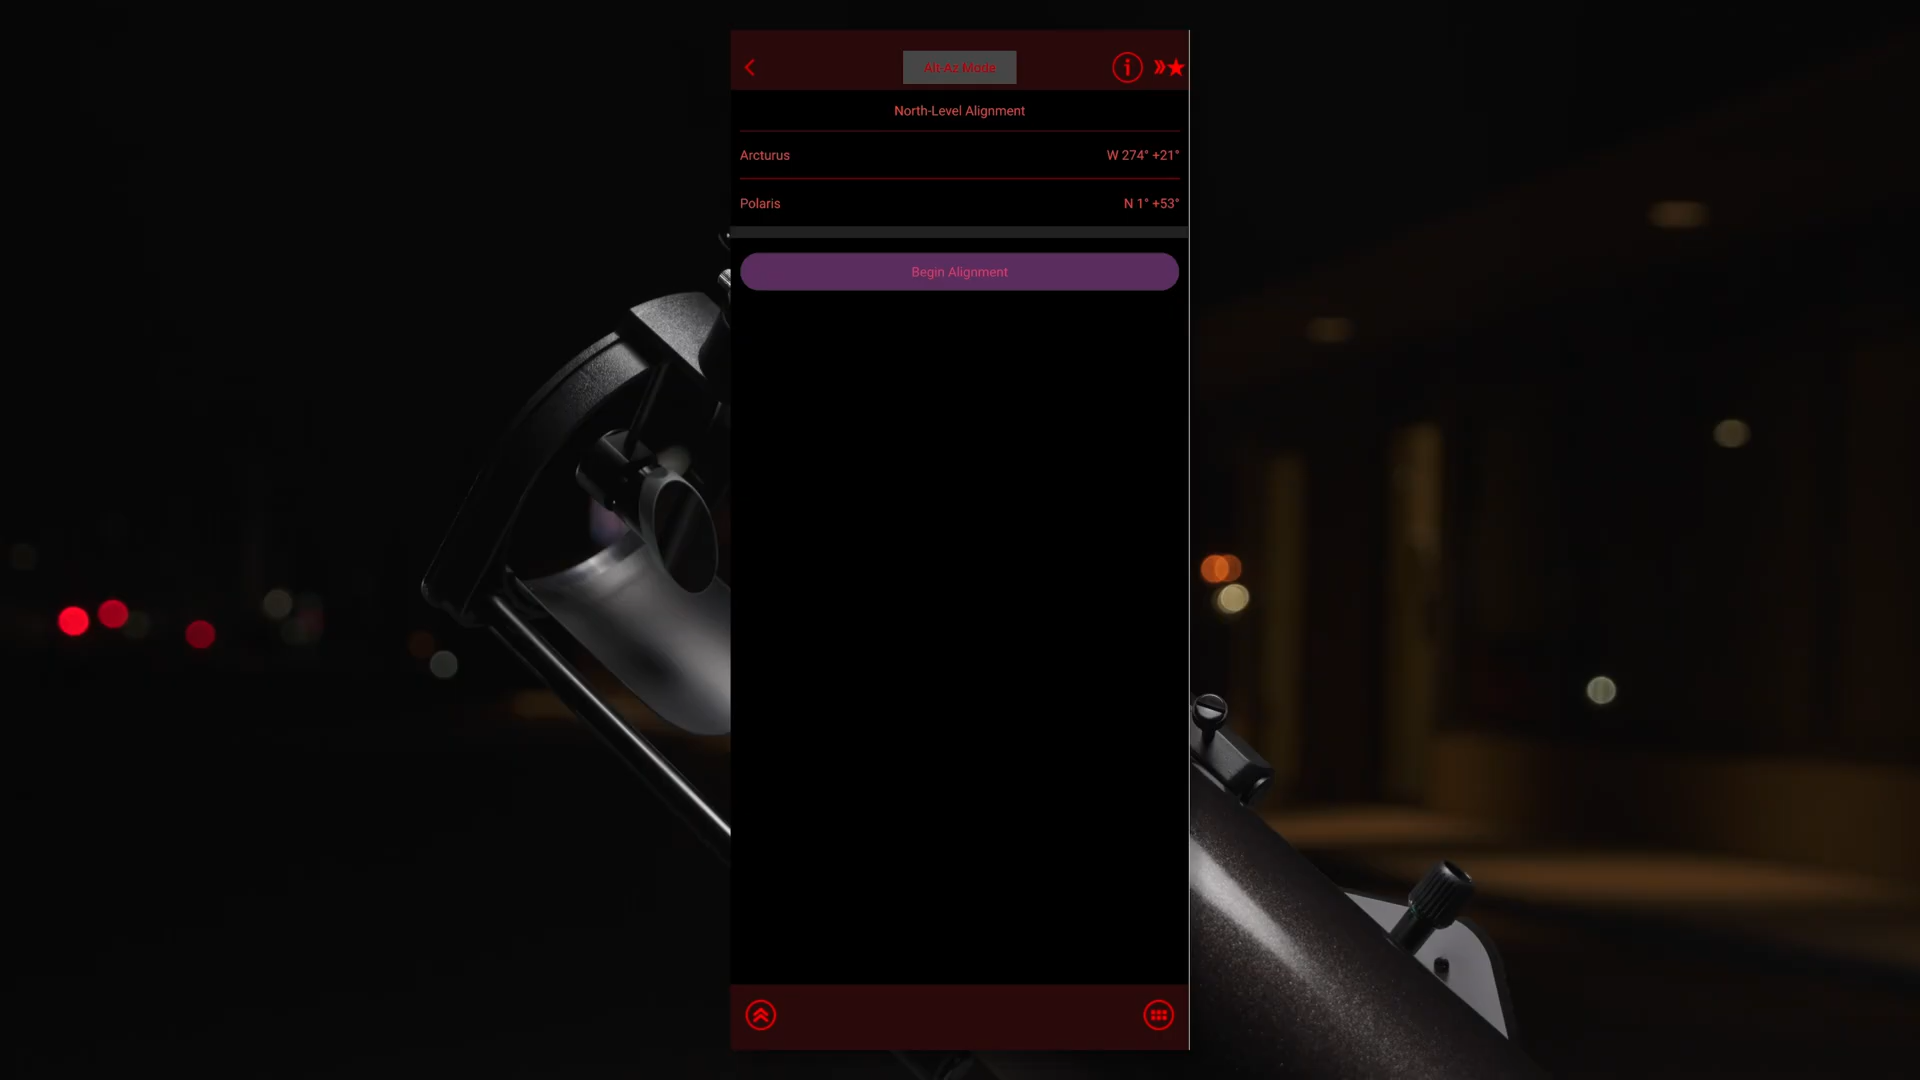 Alt-Az Mode
North-Level Alignment
Arcturus W 274° +21°
Polaris N 1° +53°
Begin Alignment